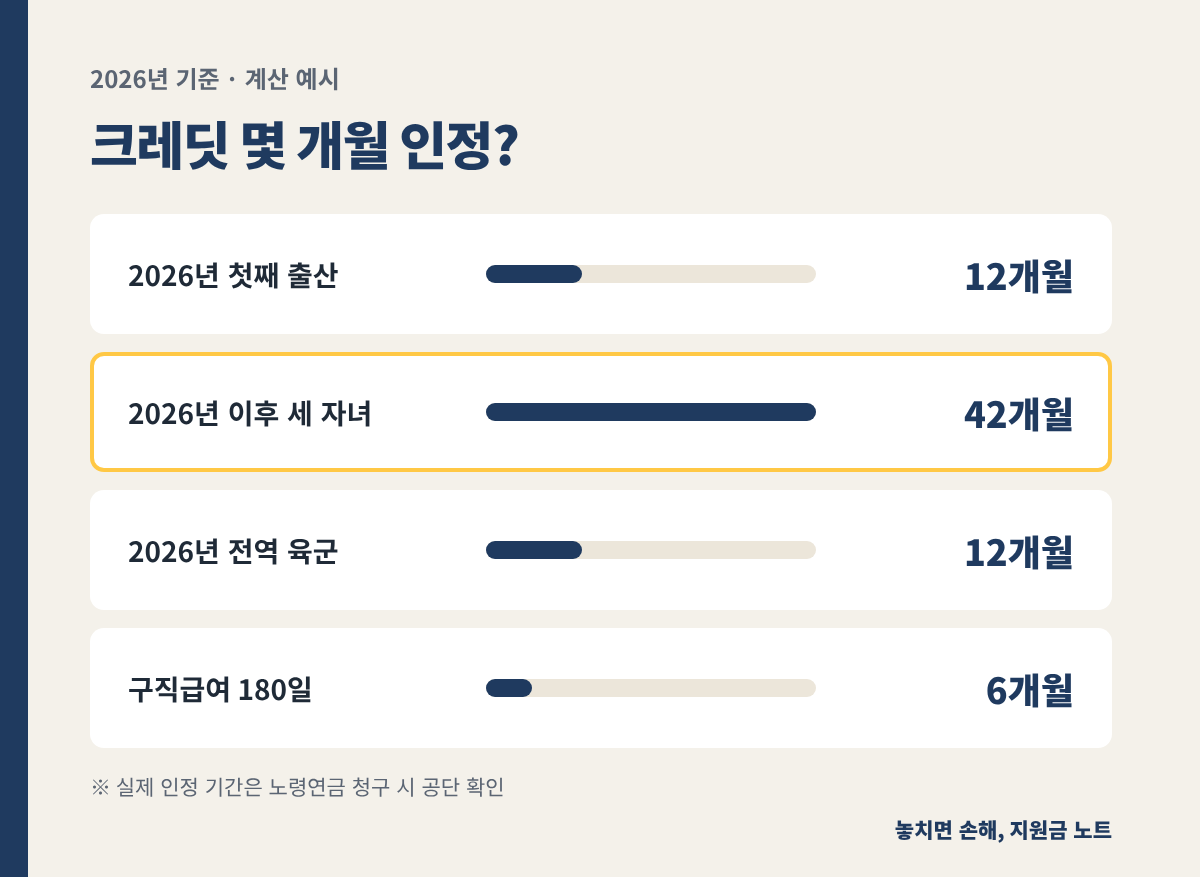 2026년 기준 · 계산 예시
크레딧 몇 개월 인정?
2026년 첫째 출산
12개월
2026년 이후 세 자녀
42개월
2026년 전역 육군
12개월
구직급여 180일
6개월
※ 실제 인정 기간은 노령연금 청구 시 공단 확인
놓치면 손해, 지원금 노트